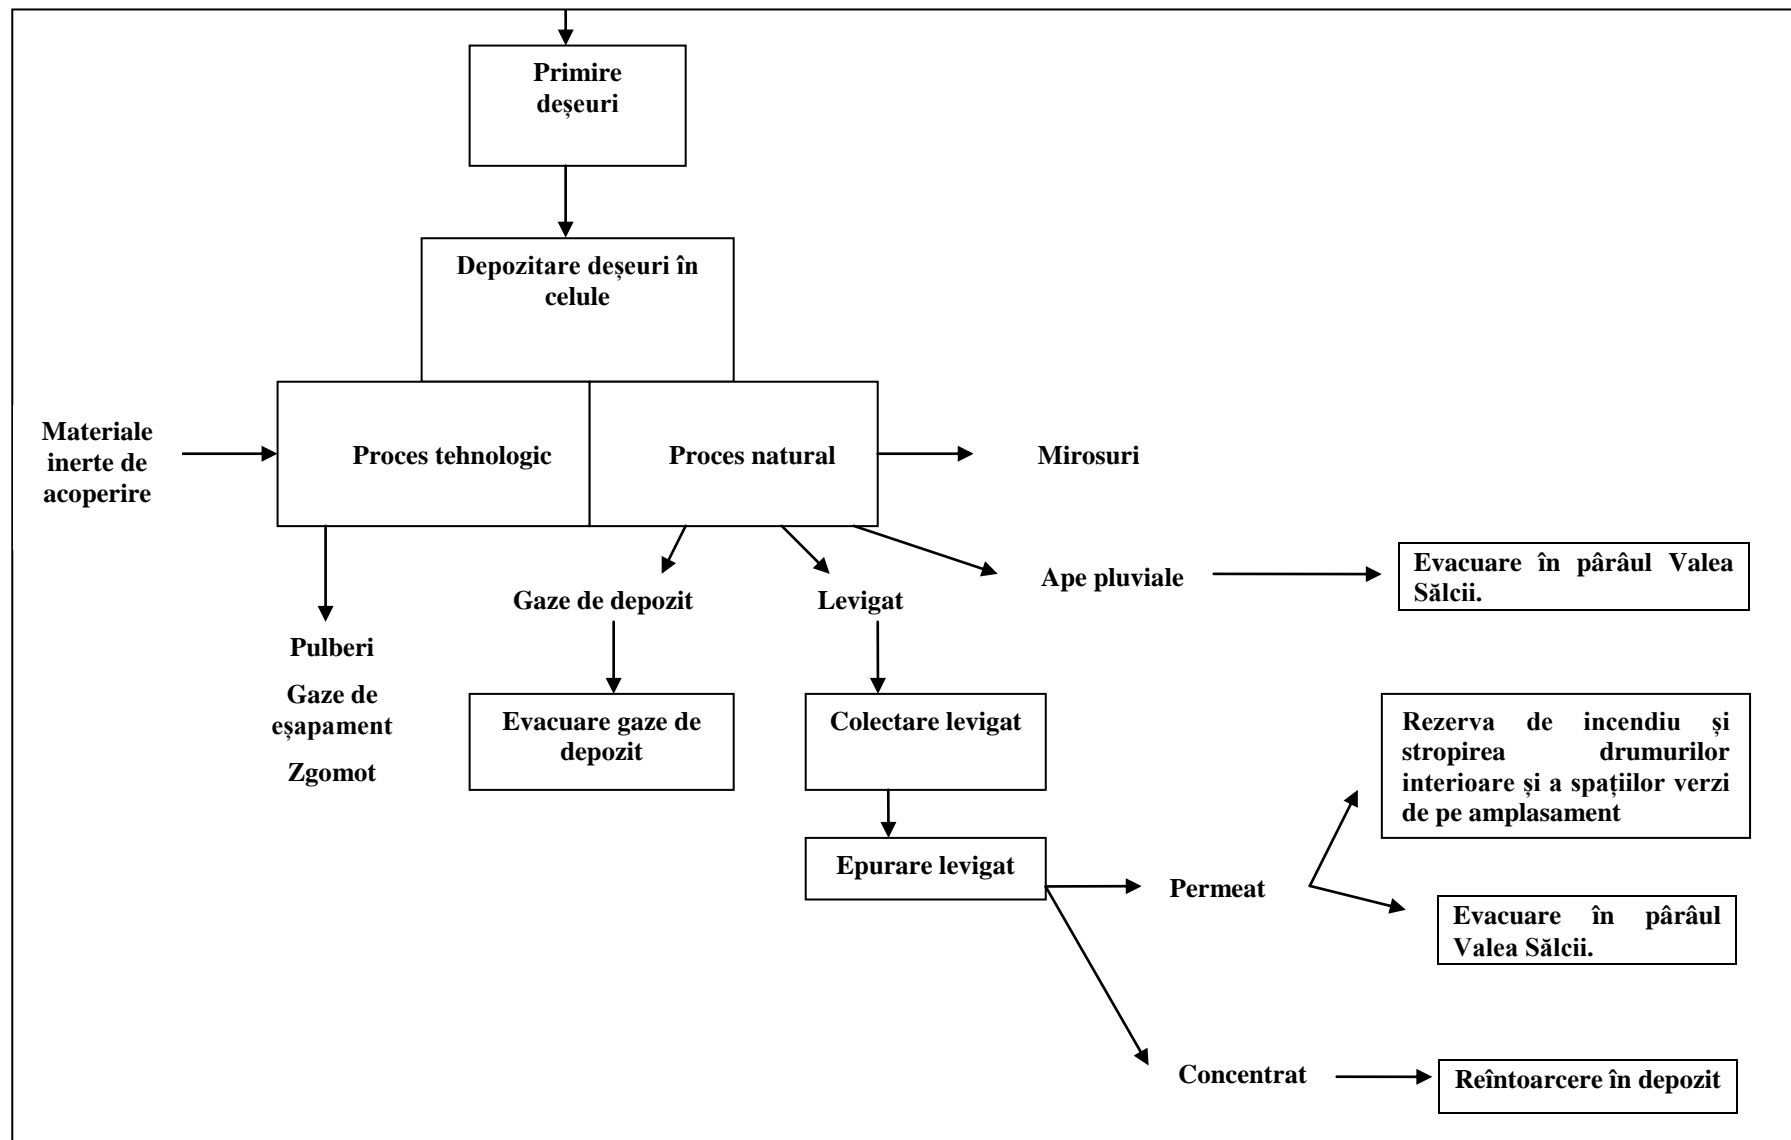 Primire
deșeuri
Depozitare deșeuri în
celule
Materiale
inerte de
acoperire
Proces tehnologic
Proces natural
Mirosuri
Ape pluviale
Evacuare în pârâul Valea
Sălcii.
Gaze de depozit
Levigat
Pulberi
Gaze de
eșapament
Zgomot
Evacuare gaze de
depozit
Colectare levigat
Rezerva de incendiu și
stropirea drumurilor
interioare și a spațiilor verzi
de pe amplasament
Epurare levigat
Permeat
Evacuare în pârâul
Valea Sălcii.
Concentrat
Reîntoarcere în depozit